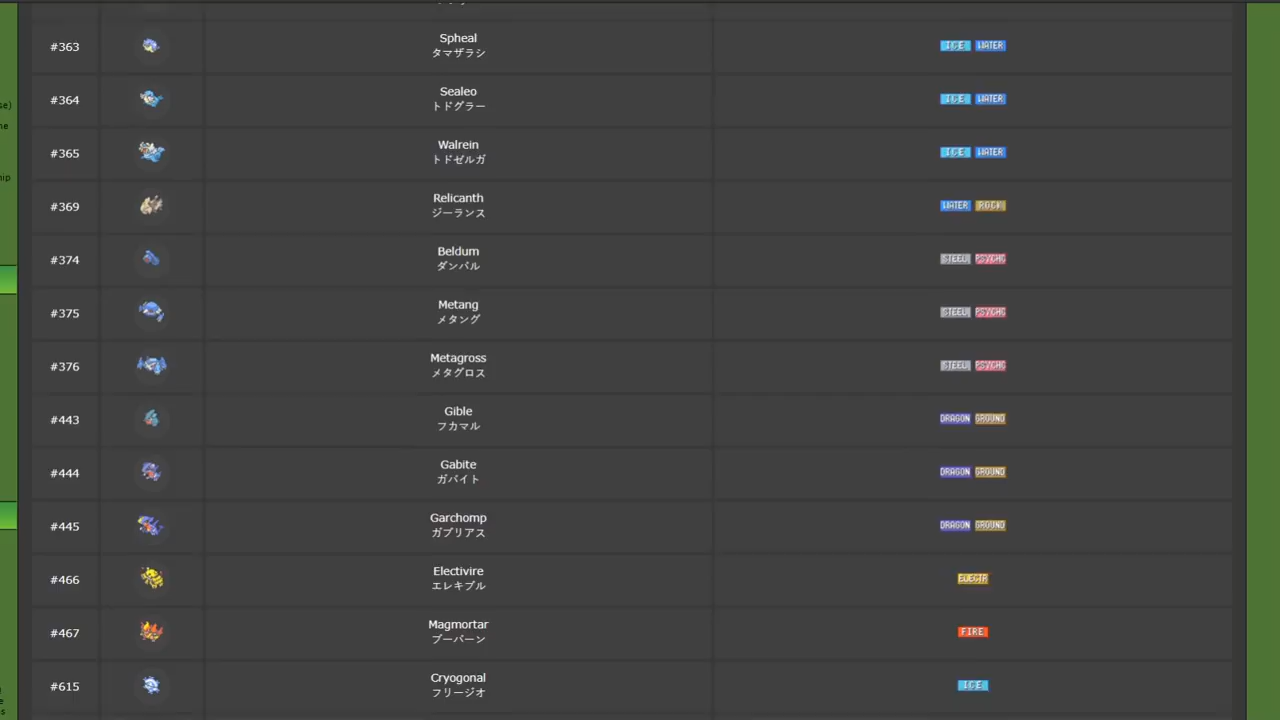 #363
Spheal
タマザラシ
ICE WATER
#364
Sealeo
トドグラー
ICE WATER
#365
Walrein
トドゼルガ
ICE WATER
#369
Relicanth
ジーランス
WATER ROCK
#374
Beldum
ダンバル
STEEL PSYCHC
#375
Metang
メタング
STEEL PSYCHC
#376
Metagross
メタグロス
STEEL PSYCHC
#443
Gible
フカマル
DRAGON GROUND
#444
Gabite
ガバイト
DRAGON GROUND
#445
Garchomp
ガブリアス
DRAGON GROUND
#466
Electivire
エレキブル
ELECTR
#467
Magmortar
ブーバーン
FIRE
#615
Cryogonal
フリージオ
ICE